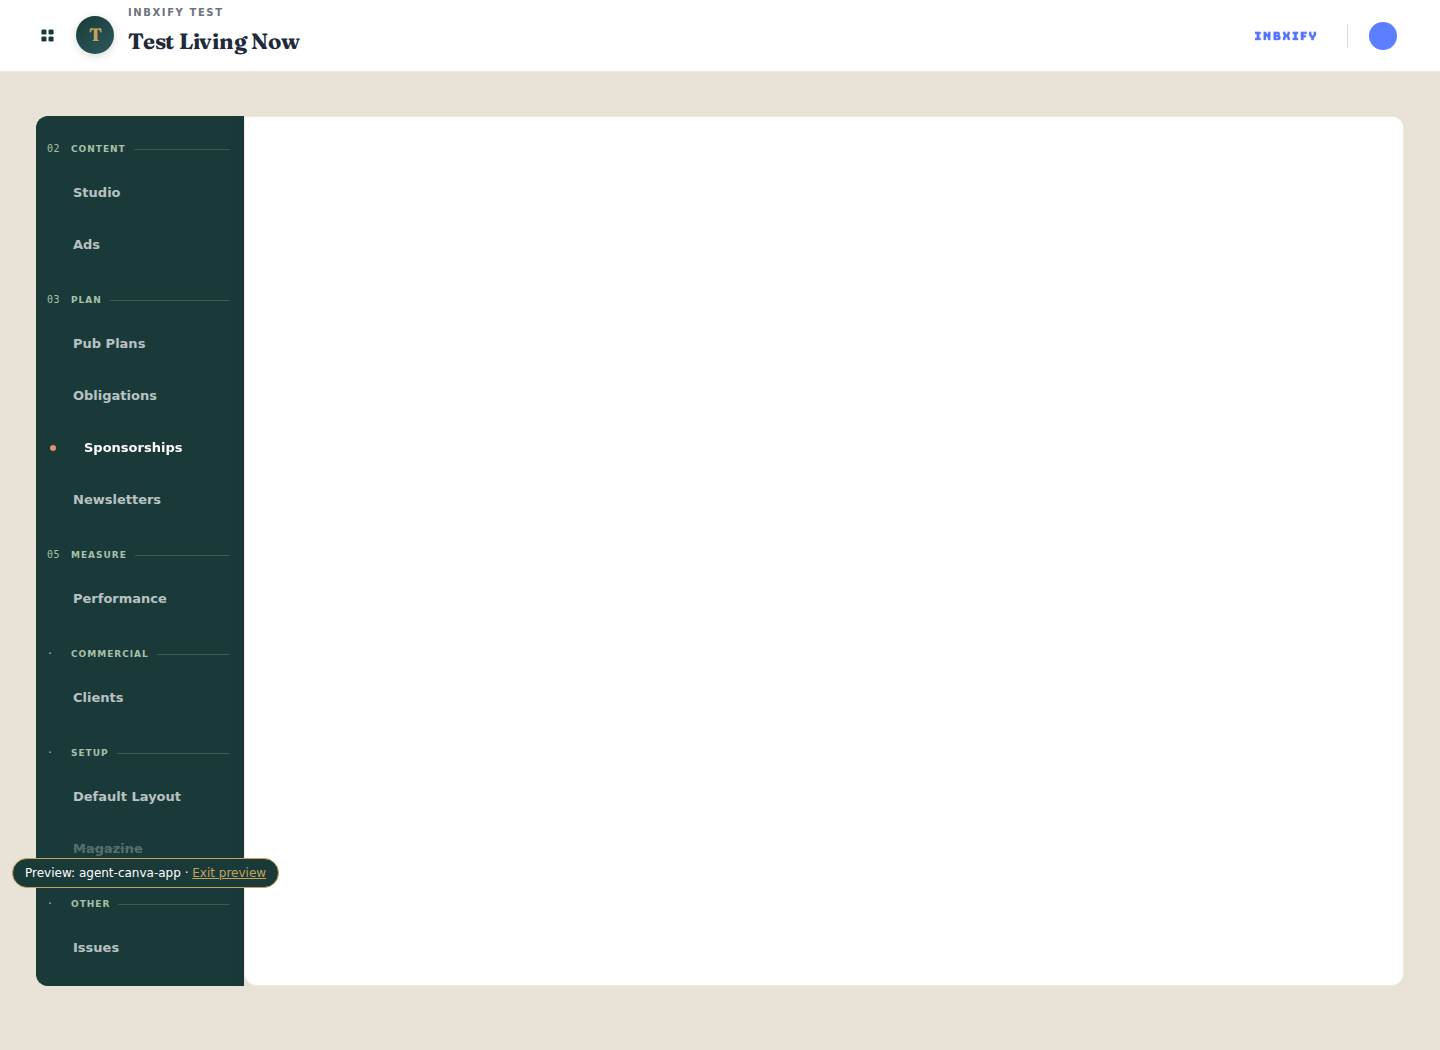 INBXIFY TEST
T
Test Living Now
INBXIFY
02 CONTENT
Studio
Ads
03 PLAN
Pub Plans
Obligations
Sponsorships
Newsletters
05 MEASURE
Performance
· COMMERCIAL
Clients
· SETUP
Default Layout
Magazine
Preview: agent-canva-app · Exit preview
· OTHER
Issues